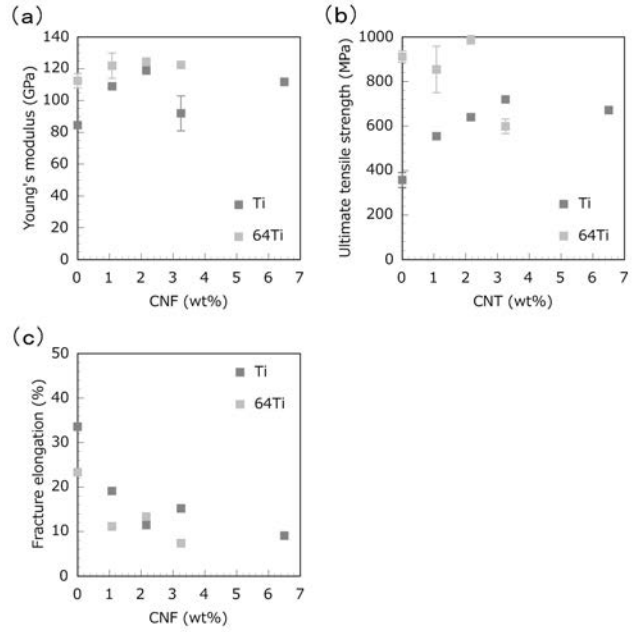 (a)
140
120
100
80
60
40
20
0
Young's modulus (GPa)
Ti
64Ti
0 1 2 3 4 5 6 7
CNF (wt%)
(b)
1000
800
600
400
200
0
Ultimate tensile strength (MPa)
Ti
64Ti
0 1 2 3 4 5 6 7
CNT (wt%)
(c)
50
40
30
20
10
0
Fracture elongation (%)
Ti
64Ti
0 1 2 3 4 5 6 7
CNF (wt%)